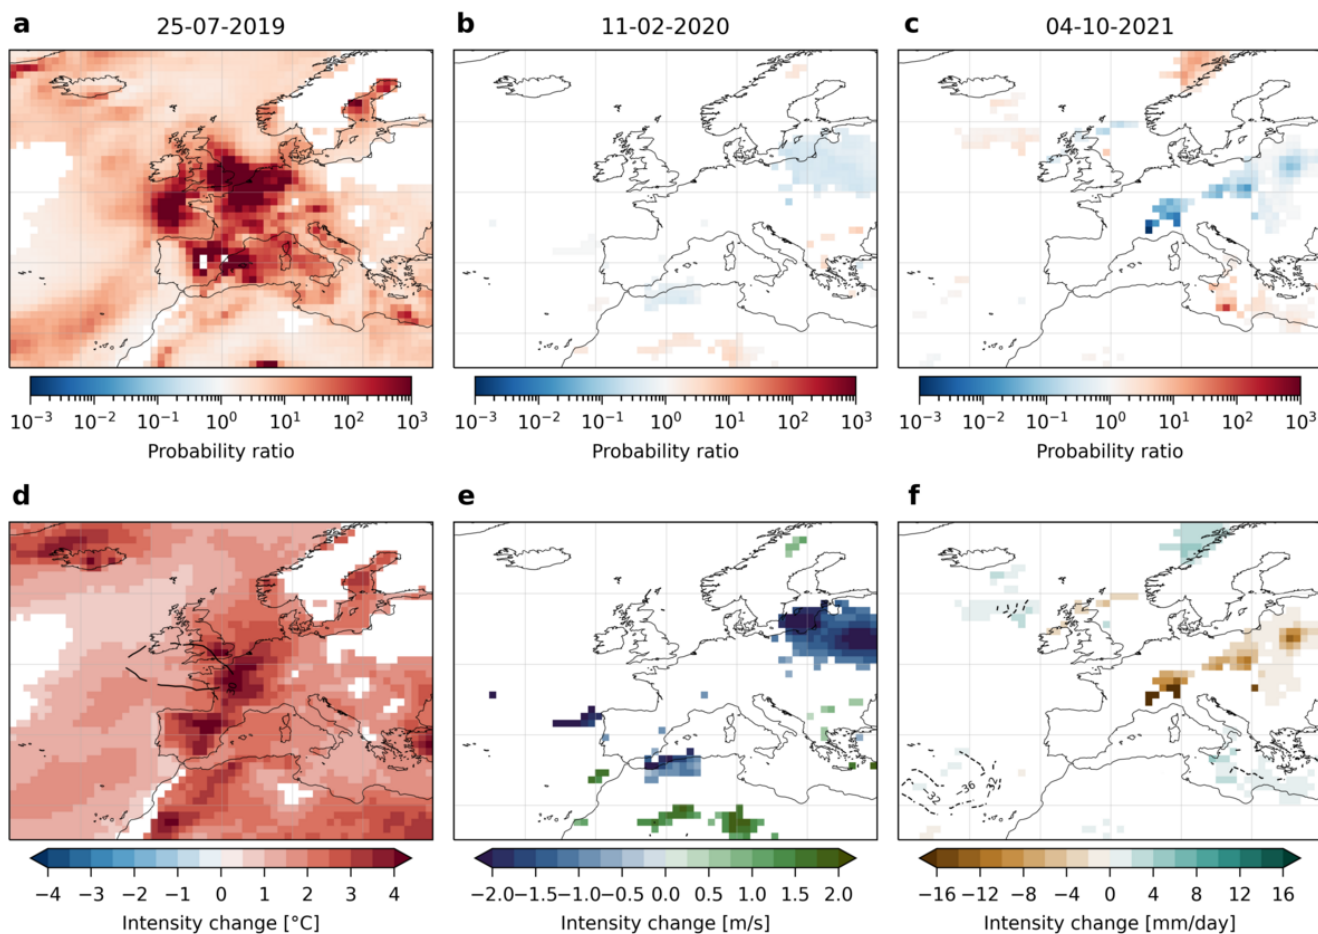 a 25-07-2019
b 11-02-2020
c 04-10-2021
10⁻³ 10⁻² 10⁻¹ 10⁰ 10¹ 10² 10³
Probability ratio
10⁻³ 10⁻² 10⁻¹ 10⁰ 10¹ 10² 10³
Probability ratio
10⁻³ 10⁻² 10⁻¹ 10⁰ 10¹ 10² 10³
Probability ratio
d
e
f
32 36
−4 −3 −2 −1 0 1 2 3 4
Intensity change [°C]
−2.0 −1.5 −1.0 −0.5 0.0 0.5 1.0 1.5 2.0
Intensity change [m/s]
−16 −12 −8 −4 0 4 8 12 16
Intensity change [mm/day]